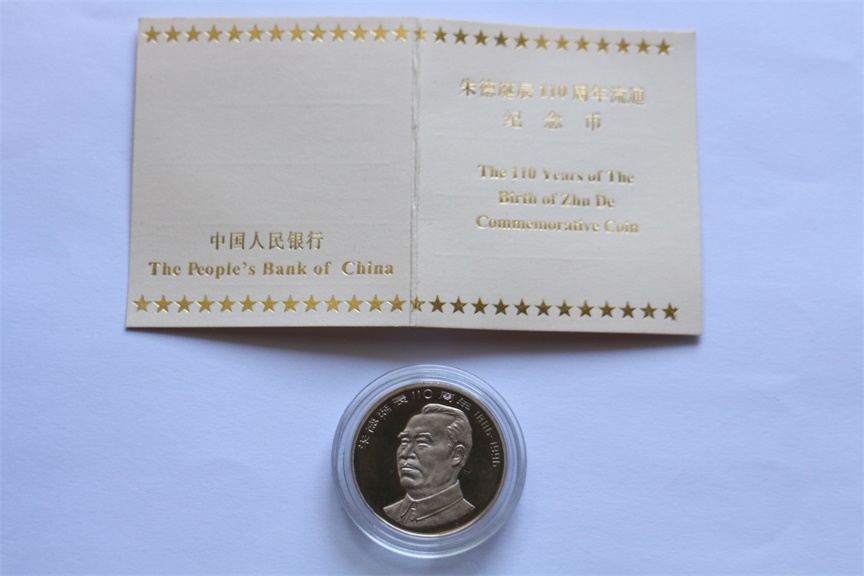 中国人民银行
The People's Bank of China
朱德诞辰110周年流通
纪念币
The 110 Years of The
Birth of Zhu De
Commemorative Coin
朱德诞辰110周年 1886-1996